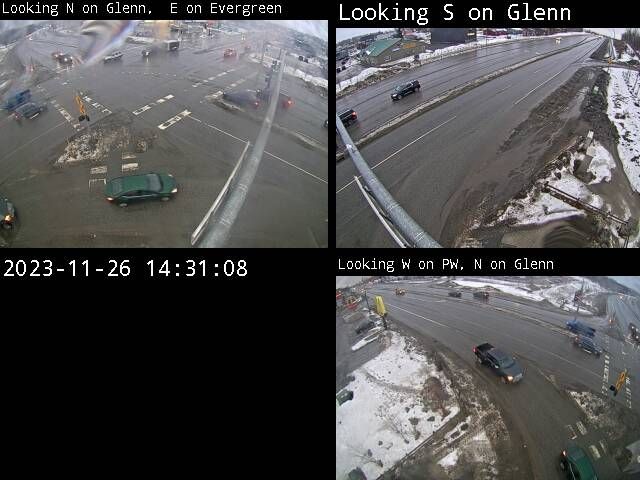 Looking N on Glenn, E on Evergreen
Looking S on Glenn
2023-11-26 14:31:08
Looking W on PW, N on Glenn